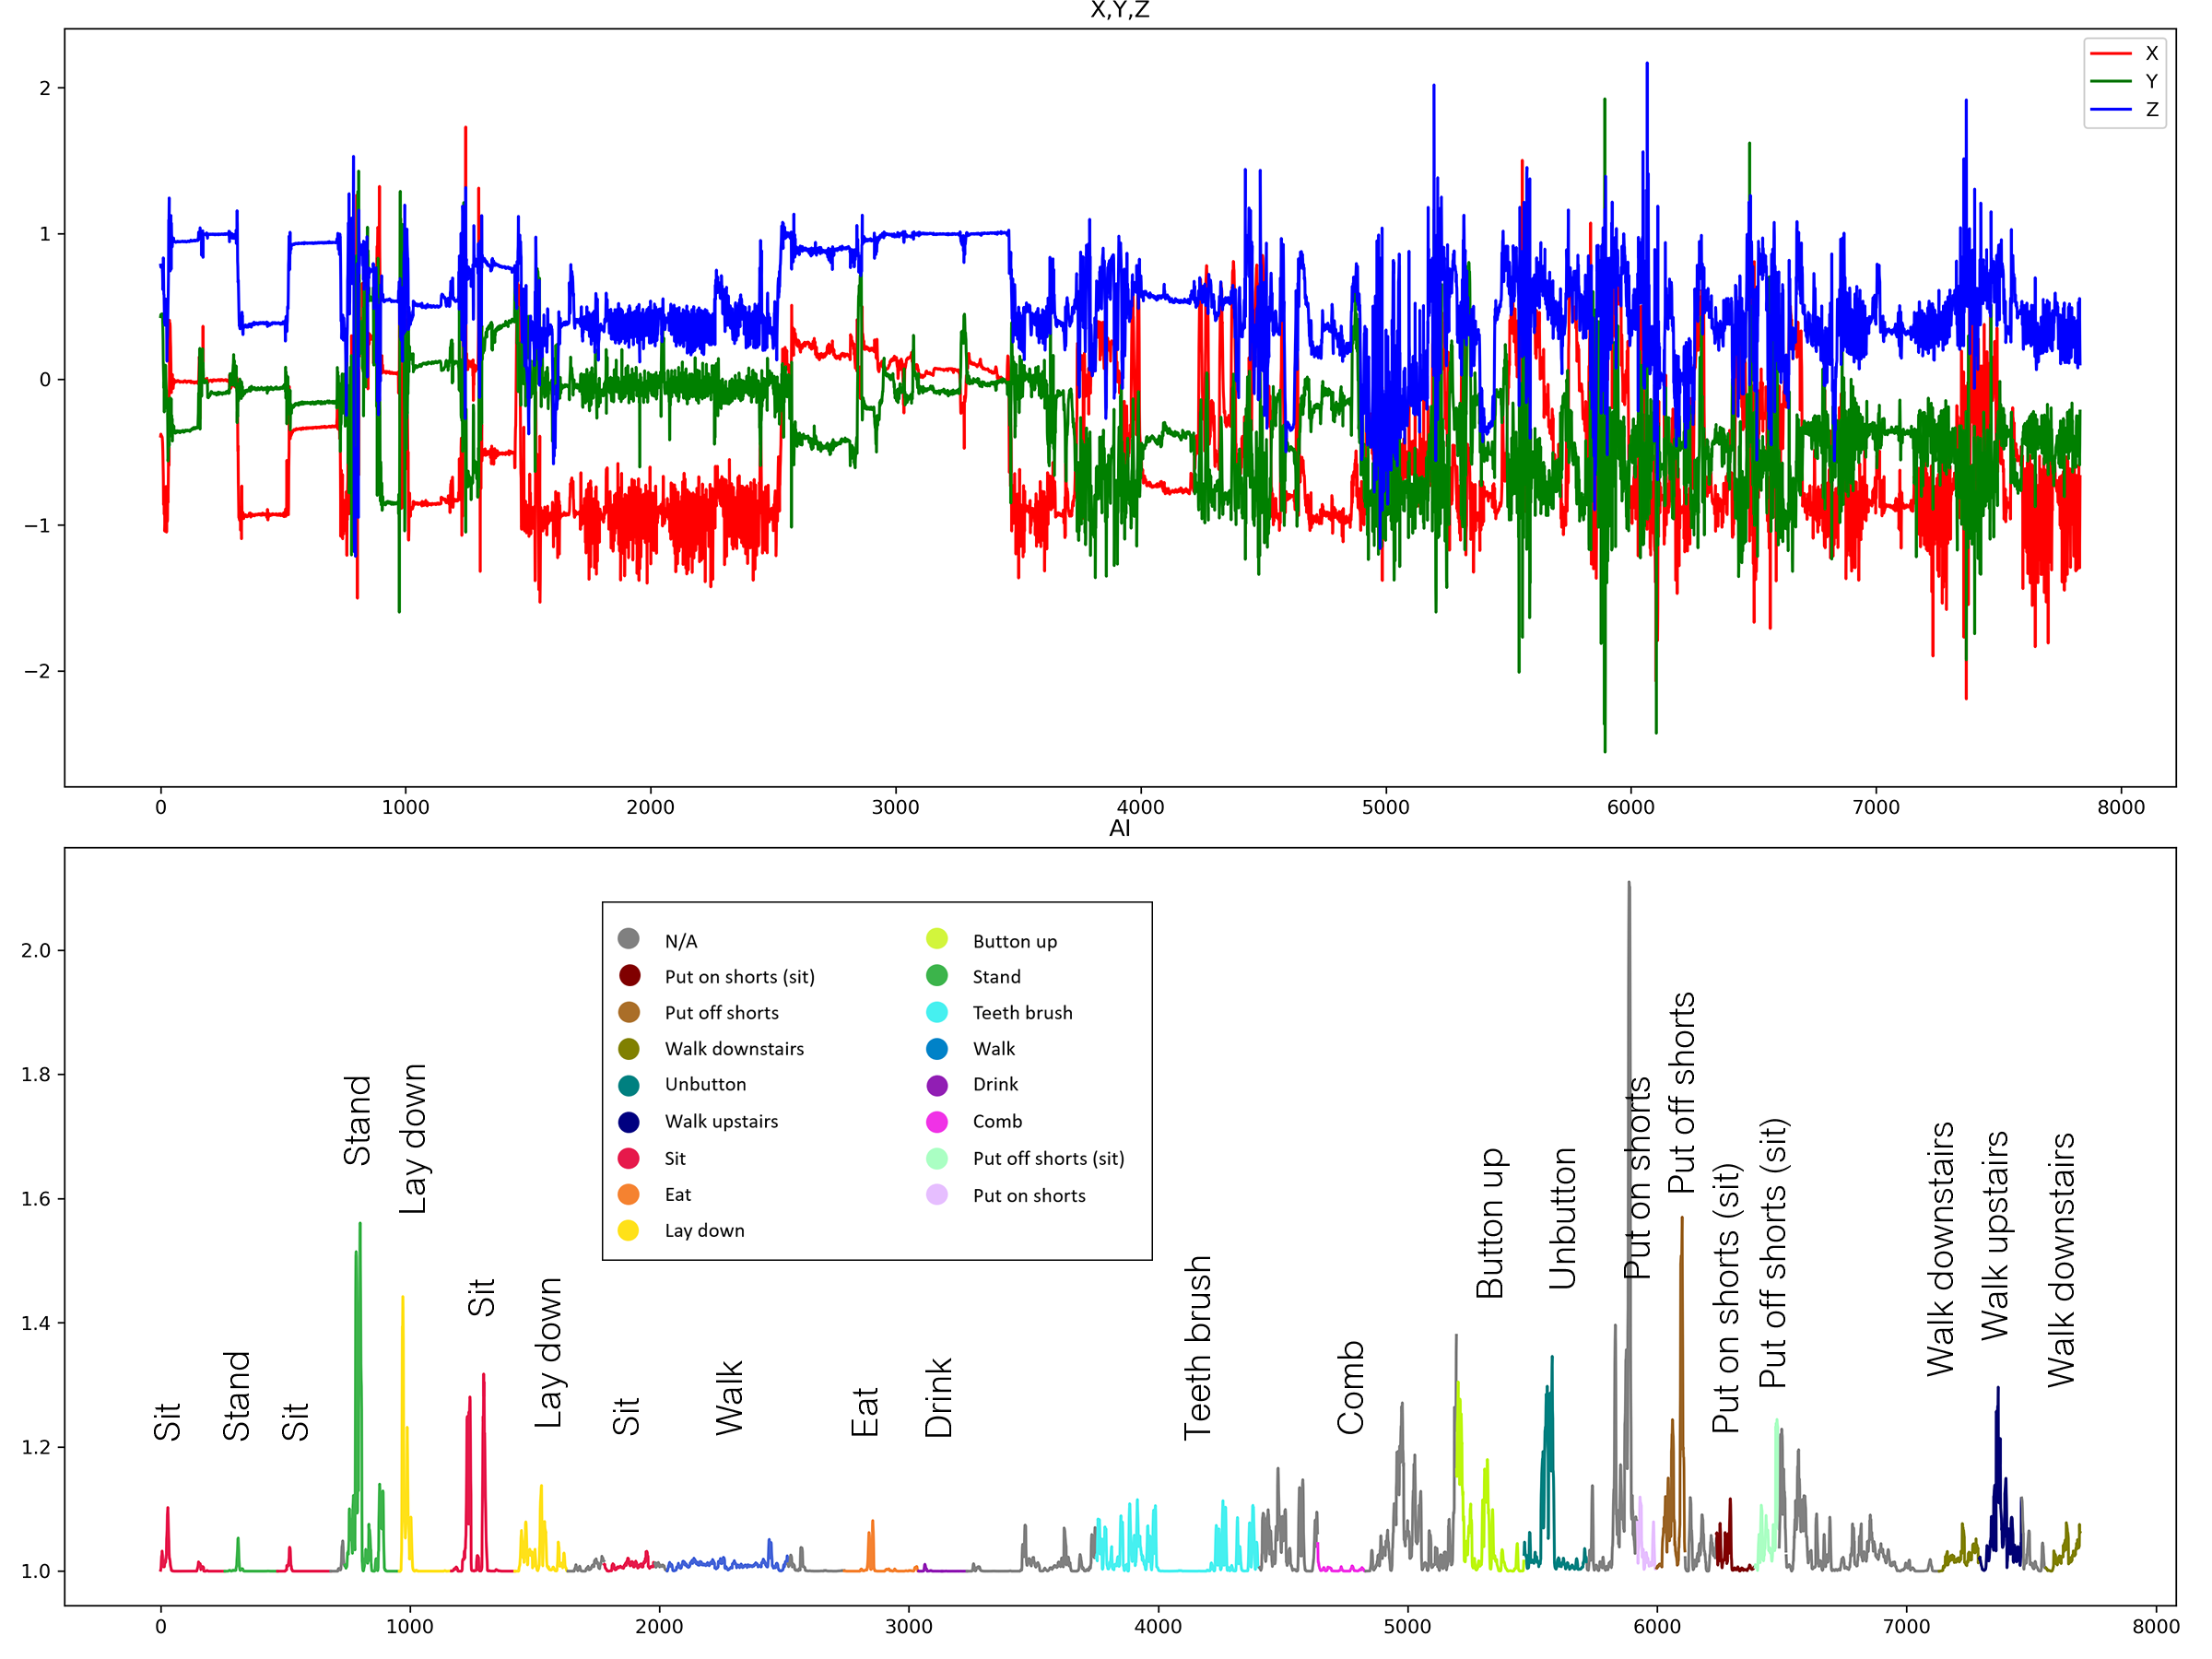 X,Y,Z
X
Y
Z
2
1
0
−1
−2
0 1000 2000 3000 4000 5000 6000 7000 8000
AI
2.0
1.8
1.6
1.4
1.2
1.0
N/A
Put on shorts (sit)
Put off shorts
Walk downstairs
Unbutton
Walk upstairs
Sit
Eat
Lay down
Button up
Stand
Teeth brush
Walk
Drink
Comb
Put off shorts (sit)
Put on shorts
Sit
Stand
Sit
Stand
Lay down
Sit
Lay down
Sit
Walk
Eat
Drink
Teeth brush
Comb
Button up
Unbutton
Put on shorts
Put off shorts
Put on shorts (sit)
Put off shorts (sit)
Walk downstairs
Walk upstairs
Walk downstairs
0 1000 2000 3000 4000 5000 6000 7000 8000